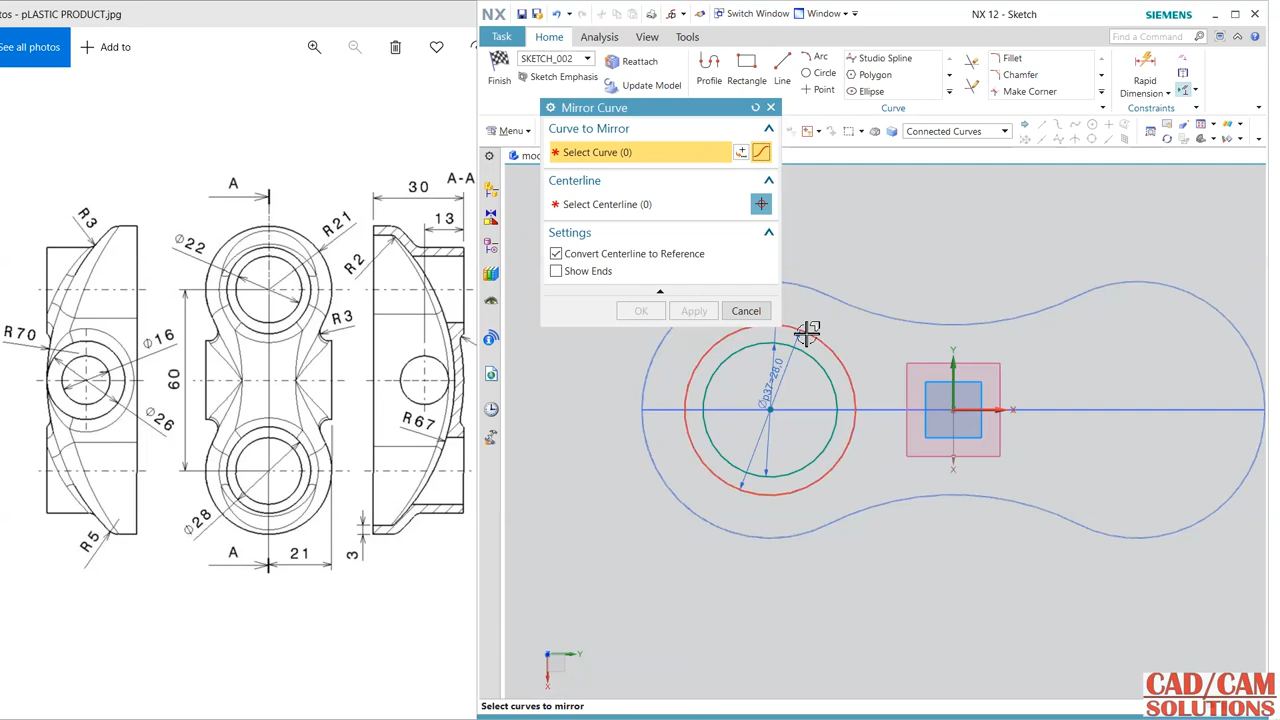 otos - pLASTIC PRODUCT.jpg
See all photos
Add to
A
A-A
30
R3
R21
13
Ø22
R2
R3
R70
Ø16
60
Ø26
R67
R5
Ø28
A
21
3
NX
Switch Window
Window
NX 12 - Sketch
SIEMENS
Task
Home
Analysis
View
Tools
Find a Command
Finish
SKETCH_002
Sketch Emphasis
Reattach
Update Model
Profile
Rectangle
Line
Arc
Circle
Point
Studio Spline
Polygon
Ellipse
Fillet
Chamfer
Make Corner
Rapid
Dimension
Curve
Constraints
Menu
Connected Curves
mod
Mirror Curve
Curve to Mirror
* Select Curve (0)
Centerline
* Select Centerline (0)
Settings
Convert Centerline to Reference
Show Ends
OK
Apply
Cancel
Øp37=28.0
Y
X
X
Y
X
Select curves to mirror
CAD/CAM
SOLUTIONS